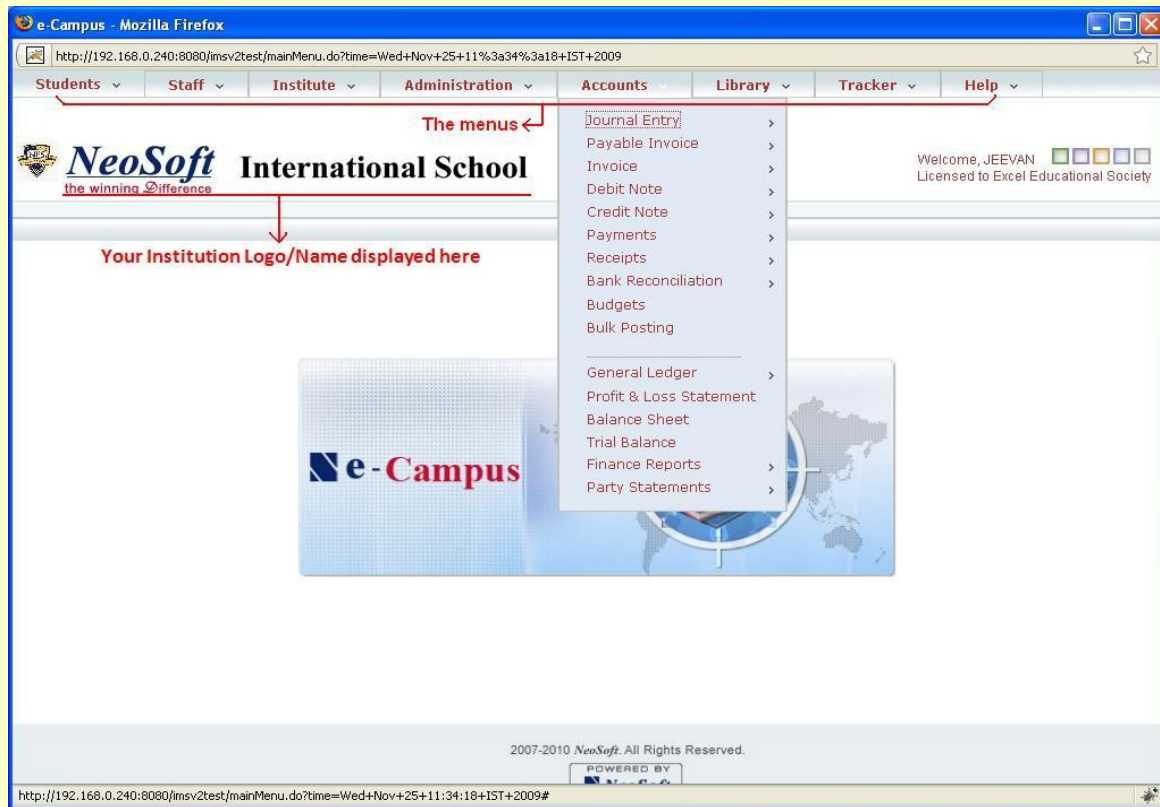 e-Campus - Mozilla Firefox
http://192.168.0.240:8080/imsv2test/mainMenu.do?time=Wed+Nov+25+11%3a34%3a18+IST+2009
Students Staff Institute Administration Accounts Library Tracker Help
The menus
NeoSoft International School
the winning Difference
Welcome, JEEVAN
Licensed to Excel Educational Society
Your Institution Logo/Name displayed here
Journal Entry
Payable Invoice
Invoice
Debit Note
Credit Note
Payments
Receipts
Bank Reconciliation
Budgets
Bulk Posting
General Ledger
Profit & Loss Statement
Balance Sheet
Trial Balance
Finance Reports
Party Statements
N e-Campus
2007-2010 NeoSoft. All Rights Reserved.
POWERED BY
http://192.168.0.240:8080/imsv2test/mainMenu.do?time=Wed+Nov+25+11:34:18+IST+2009#